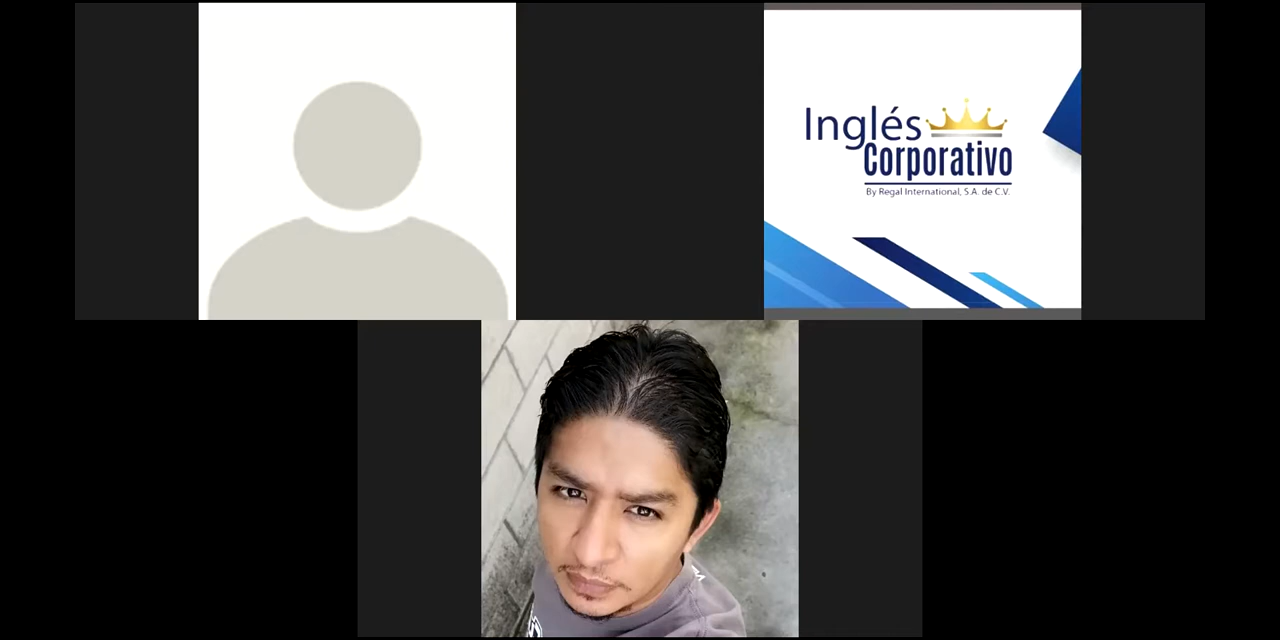 Inglés
Corporativo
By Regal International, S.A. de C.V.